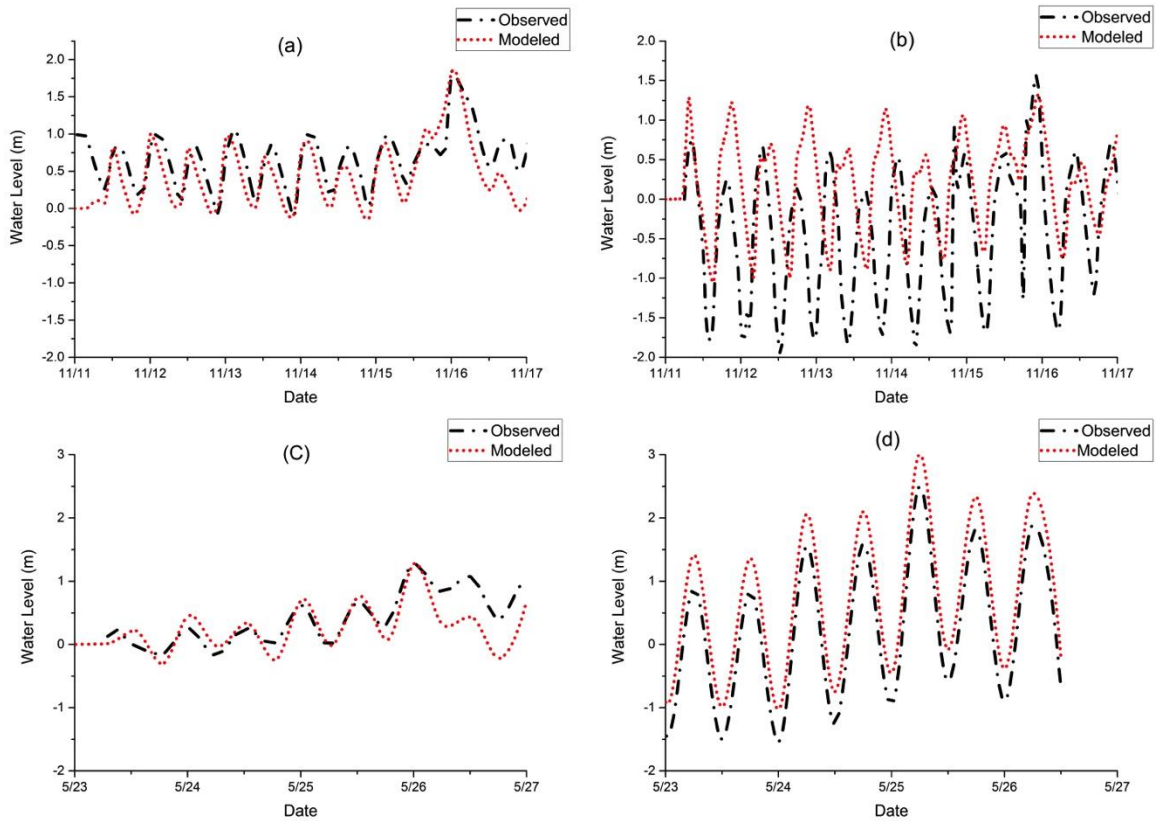 Observed
Modeled
(a)
2.0
1.5
1.0
0.5
0.0
-0.5
-1.0
-1.5
-2.0
Water Level (m)
11/11 11/12 11/13 11/14 11/15 11/16 11/17
Date
Observed
Modeled
(b)
2.0
1.5
1.0
0.5
0.0
-0.5
-1.0
-1.5
-2.0
Water Level (m)
11/11 11/12 11/13 11/14 11/15 11/16 11/17
Date
Observed
Modeled
(C)
3
2
1
0
-1
-2
Water Level (m)
5/23 5/24 5/25 5/26 5/27
Date
Observed
Modeled
(d)
3
2
1
0
-1
-2
Water Level (m)
5/23 5/24 5/25 5/26 5/27
Date